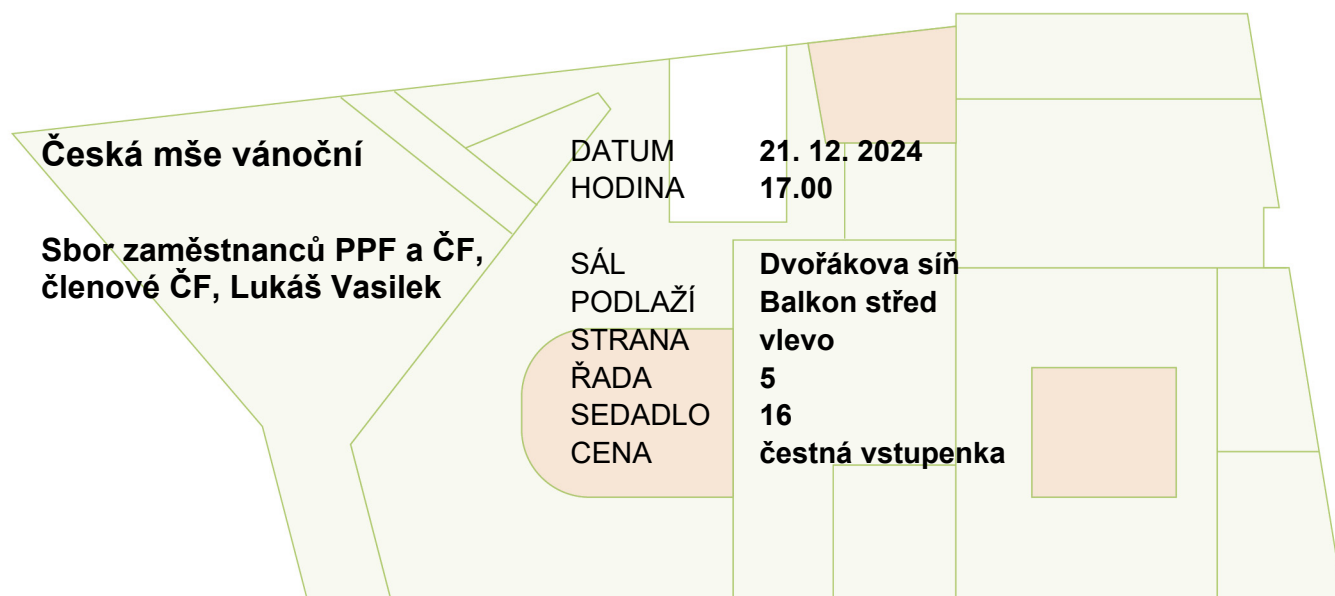 Česká mše vánoční
Sbor zaměstnanců PPF a ČF,
členové ČF, Lukáš Vasilek
DATUM 21. 12. 2024
HODINA 17.00
SÁL Dvořákova síň
PODLAŽÍ Balkon střed
STRANA vlevo
ŘADA 5
SEDADLO 16
CENA čestná vstupenka